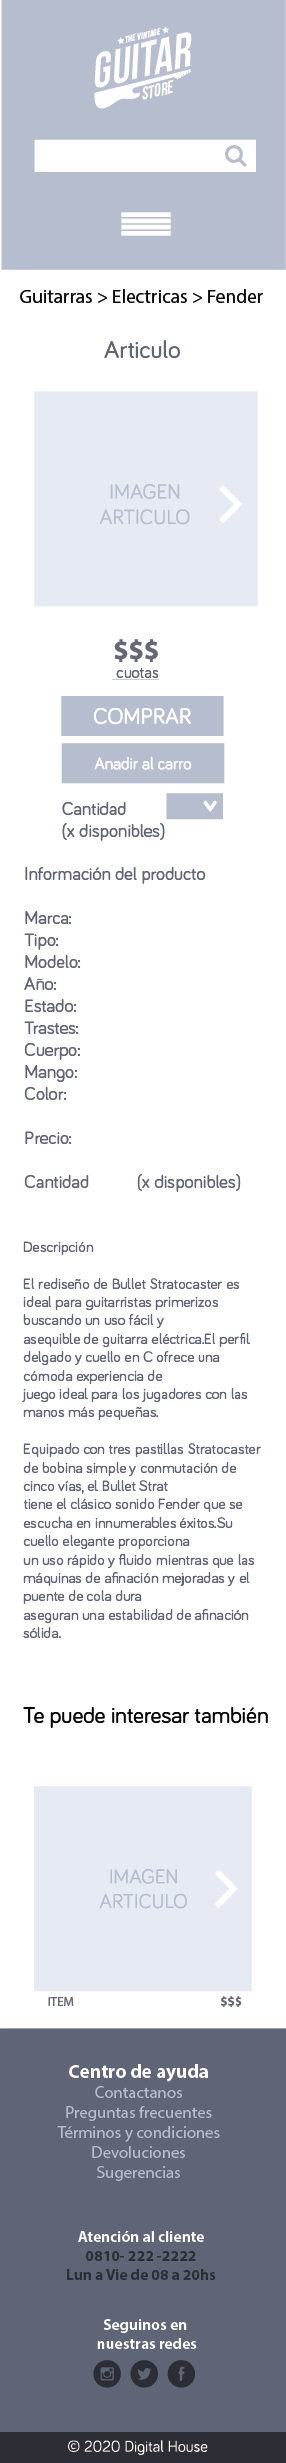 THE VINTAGE
GUITAR
STORE
Guitarras > Electricas > Fender
Articulo
IMAGEN
ARTICULO
$$$
cuotas
COMPRAR
Anadir al carro
Cantidad
(x disponibles)
Información del producto
Marca:
Tipo:
Modelo:
Año:
Estado:
Trastes:
Cuerpo:
Mango:
Color:
Precio:
Cantidad (x disponibles)
Descripción
El rediseño de Bullet Stratocaster es
ideal para guitarristas primerizos
buscando un uso fácil y
asequible de guitarra eléctrica.El perfil
delgado y cuello en C ofrece una
cómoda experiencia de
juego ideal para los jugadores con las
manos más pequeñas.
Equipado con tres pastillas Stratocaster
de bobina simple y conmutación de
cinco vías, el Bullet Strat
tiene el clásico sonido Fender que se
escucha en innumerables éxitos.Su
cuello elegante proporciona
un uso rápido y fluido mientras que las
máquinas de afinación mejoradas y el
puente de cola dura
aseguran una estabilidad de afinación
sólida.
Te puede interesar también
IMAGEN
ARTICULO
ITEM $$$
Centro de ayuda
Contactanos
Preguntas frecuentes
Términos y condiciones
Devoluciones
Sugerencias
Atención al cliente
0810- 222 -2222
Lun a Vie de 08 a 20hs
Seguinos en
nuestras redes
© 2020 Digital House